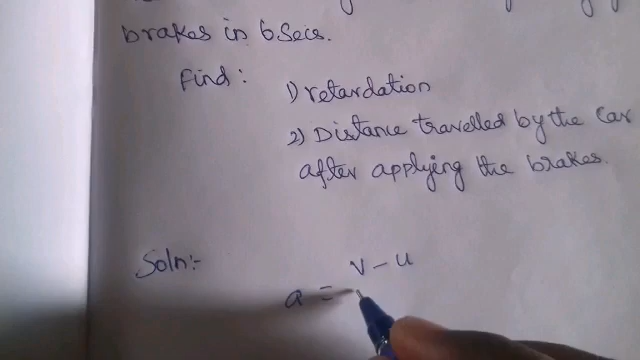 brakes in 6 Secs.
Find:
1) retardation
2) Distance travelled by the Car
after applying the brakes.
Soln:-
v - u
a =